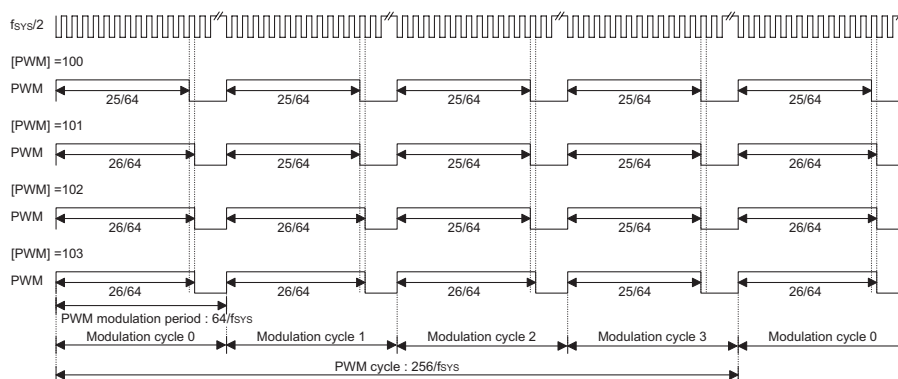 fSYS/2
[PWM] =100
PWM
25/64 25/64 25/64 25/64 25/64
[PWM] =101
PWM
26/64 25/64 25/64 25/64 26/64
[PWM] =102
PWM
26/64 26/64 25/64 25/64 26/64
[PWM] =103
PWM
26/64 26/64 26/64 25/64 26/64
PWM modulation period : 64/fSYS
Modulation cycle 0 Modulation cycle 1 Modulation cycle 2 Modulation cycle 3 Modulation cycle 0
PWM cycle : 256/fSYS